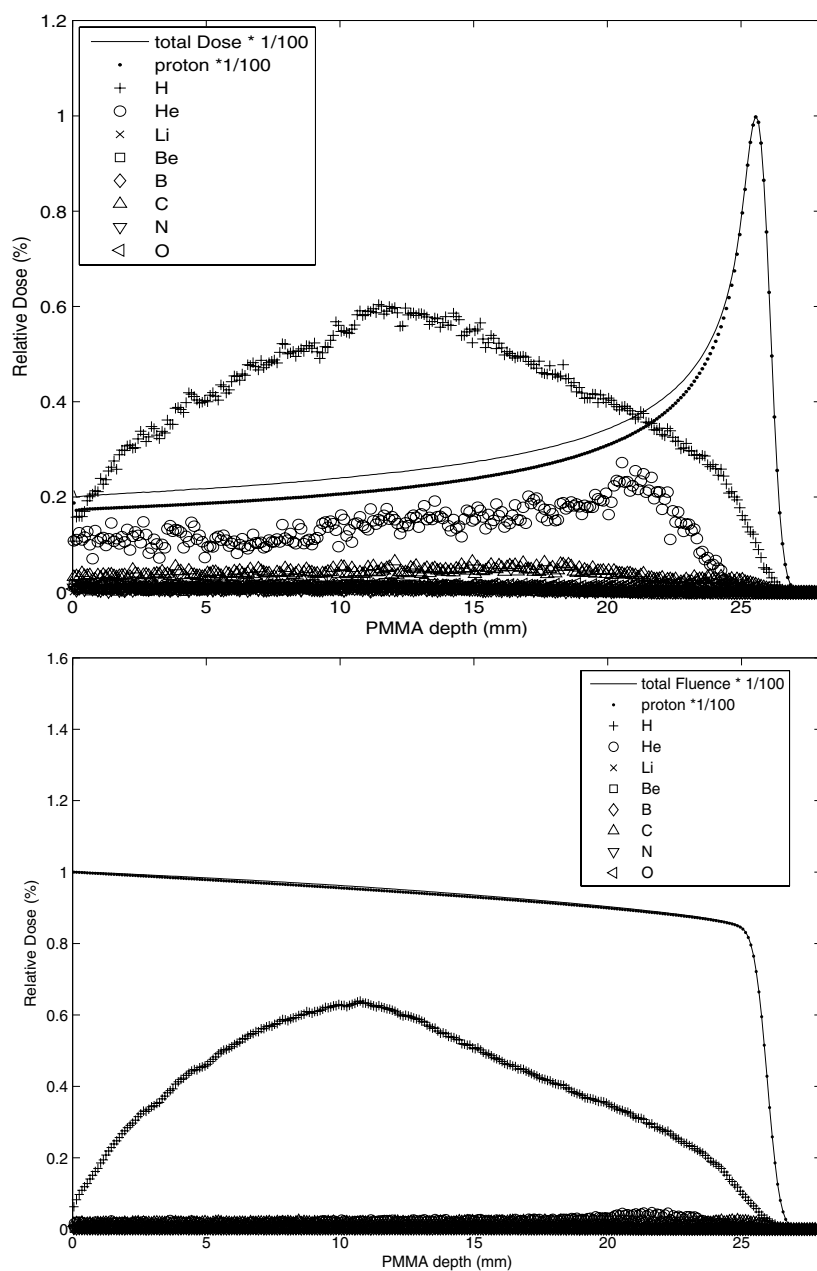 1.2
1
0.8
0.6
0.4
0.2
0
Relative Dose (%)
total Dose * 1/100
proton *1/100
H
He
Li
Be
B
C
N
O
0 5 10 15 20 25
PMMA depth (mm)
1.6
1.4
1.2
1
0.8
0.6
0.4
0.2
0
Relative Dose (%)
total Fluence * 1/100
proton *1/100
H
He
Li
Be
B
C
N
O
0 5 10 15 20 25
PMMA depth (mm)